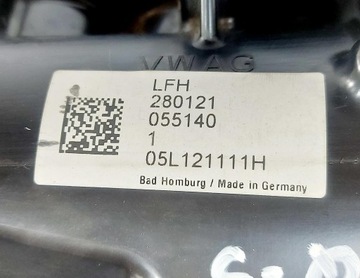 VWAG
LFH
280121
055140
1
05L121111H
Bad Homburg / Made in Germany